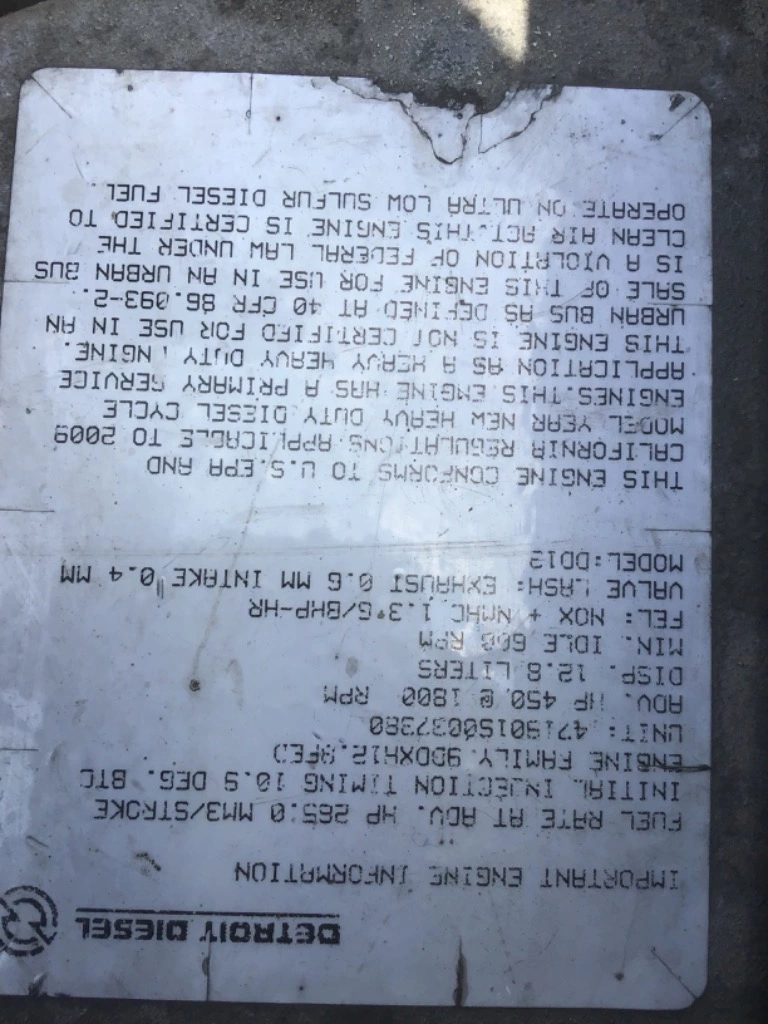 DETROIT DIESEL
IMPORTANT ENGINE INFORMATION
FUEL RATE AT ADV. HP 265.0 MM3/STROKE
INITIAL INJECTION TIMING 10.9 DEG. BTC
ENGINE FAMILY 9DDXH12.8FED
UNIT: 471901S0037380
ADV. HP 450 @ 1800 RPM
DISP. 12.8 LITERS
MIN. IDLE 600 RPM
FEL: NOX + NMHC 1.3 G/BHP-HR
VALVE LASH: EXHAUST 0.6 MM INTAKE 0.4 MM
MODEL: DD13
THIS ENGINE CONFORMS TO U.S.EPA AND
CALIFORNIA REGULATIONS APPLICABLE TO 2009
MODEL YEAR NEW HEAVY DUTY DIESEL CYCLE
ENGINES.THIS ENGINE HAS A PRIMARY SERVICE
APPLICATION AS A HEAVY HEAVY DUTY ENGINE.
THIS ENGINE IS NOT CERTIFIED FOR USE IN AN
URBAN BUS AS DEFINED AT 40 CFR 86.093-2.
SALE OF THIS ENGINE FOR USE IN AN URBAN BUS
IS A VIOLATION OF FEDERAL LAW UNDER THE
CLEAN AIR ACT.THIS ENGINE IS CERTIFIED TO
OPERATE ON ULTRA LOW SULFUR DIESEL FUEL.